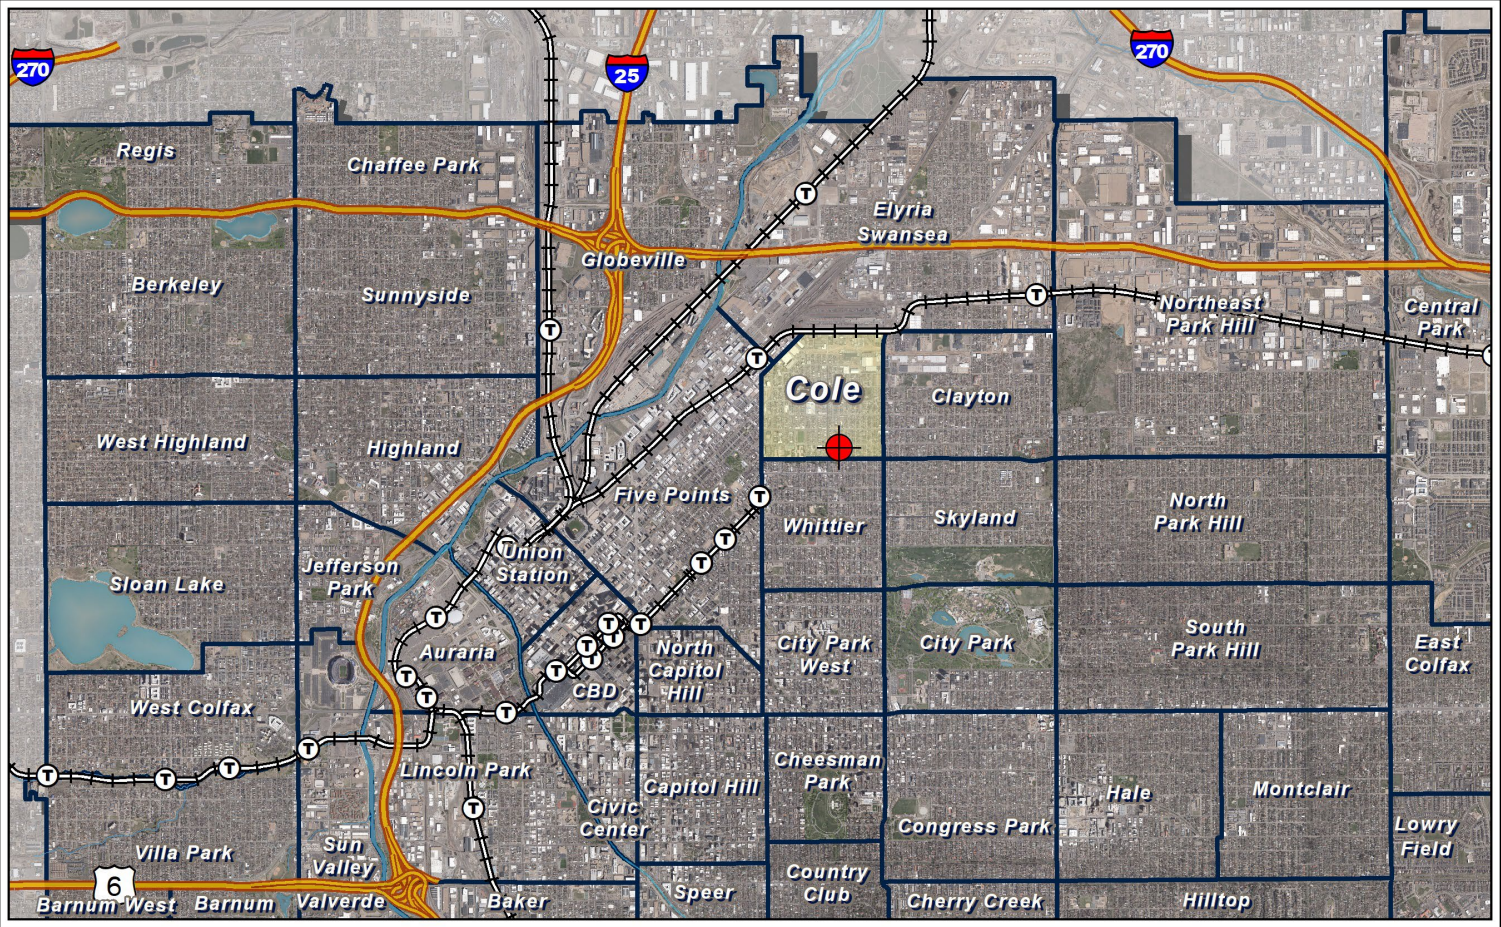 270
25
270
Regis
Chaffee Park
T
Elyria
Swansea
Globeville
Berkeley
Sunnyside
T
Northeast
Park Hill
Central
Park
T
T
Cole
Clayton
West Highland
Highland
Five Points
T
Whittier
Skyland
North
Park Hill
T
Union
Station
T
Jefferson
Park
Sloan Lake
T
T
T
T
T
T
T
Auraria
North
Capitol
Hill
City Park
West
City Park
South
Park Hill
East
Colfax
T
T
T
CBD
West Colfax
T
T
T
T
T
Lincoln Park
Cheesman
Park
Capitol Hill
Hale
Montclair
T
Civic
Center
Congress Park
Lowry
Field
Sun
Valley
Villa Park
6
Country
Club
Speer
Barnum West
Barnum
Valverde
Baker
Cherry Creek
Hilltop